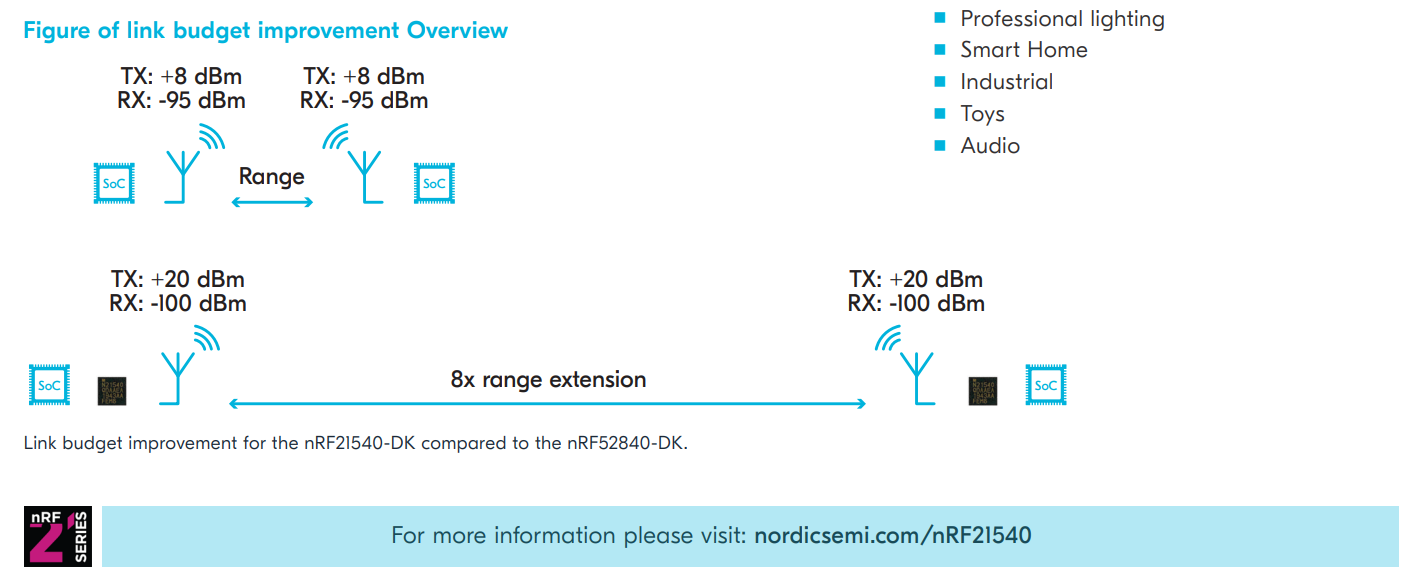 Figure of link budget improvement Overview
TX: +8 dBm
RX: -95 dBm
TX: +8 dBm
RX: -95 dBm
SoC
Range
SoC
TX: +20 dBm
RX: -100 dBm
TX: +20 dBm
RX: -100 dBm
SoC
N21540
8x range extension
N21540
SoC
Link budget improvement for the nRF21540-DK compared to the nRF52840-DK.
Professional lighting
Smart Home
Industrial
Toys
Audio
nRF
21 SERIES
For more information please visit: nordicsemi.com/nRF21540